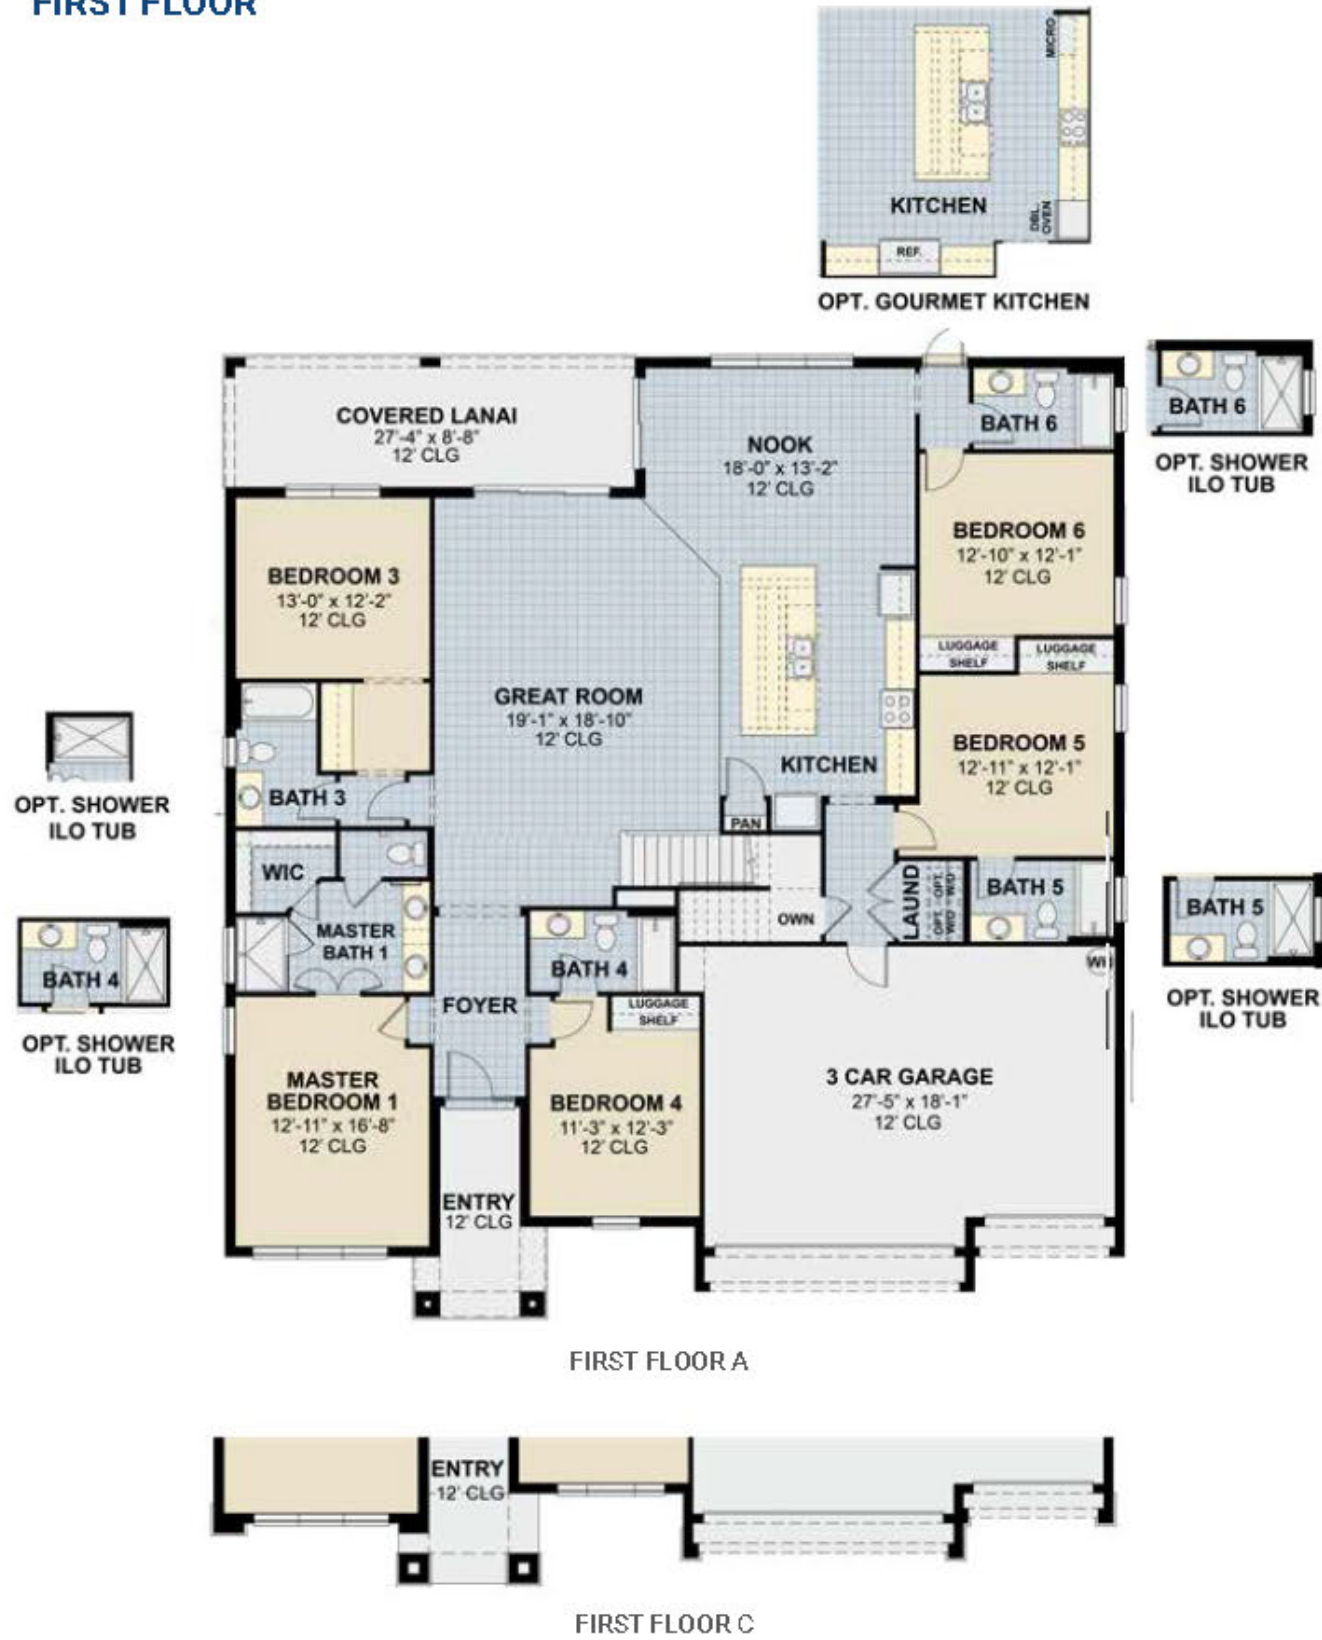 FIRST FLOOR
MICRO
KITCHEN
DBL.
OVEN
REF.
OPT. GOURMET KITCHEN
COVERED LANAI
27'-4" x 8'-8"
12' CLG
NOOK
18'-0" x 13'-2"
12' CLG
BATH 6
BATH 6
OPT. SHOWER
ILO TUB
BEDROOM 6
12'-10" x 12'-1"
12' CLG
BEDROOM 3
13'-0" x 12'-2"
12' CLG
LUGGAGE
SHELF
LUGGAGE
SHELF
GREAT ROOM
19'-1" x 18'-10"
12' CLG
BEDROOM 5
12'-11" x 12'-1"
12' CLG
KITCHEN
OPT. SHOWER
ILO TUB
BATH 3
PAN
WIC
LAUND
OPT. OPT.
W/D W/D
BATH 5
BATH 5
OPT. SHOWER
ILO TUB
OWN
MASTER
BATH 1
BATH 4
BATH 4
OPT. SHOWER
ILO TUB
FOYER
LUGGAGE
SHELF
WH
MASTER
BEDROOM 1
12'-11" x 16'-8"
12' CLG
BEDROOM 4
11'-3" x 12'-3"
12' CLG
3 CAR GARAGE
27'-5" x 18'-1"
12' CLG
ENTRY
12' CLG
FIRST FLOOR A
ENTRY
12' CLG
FIRST FLOOR C